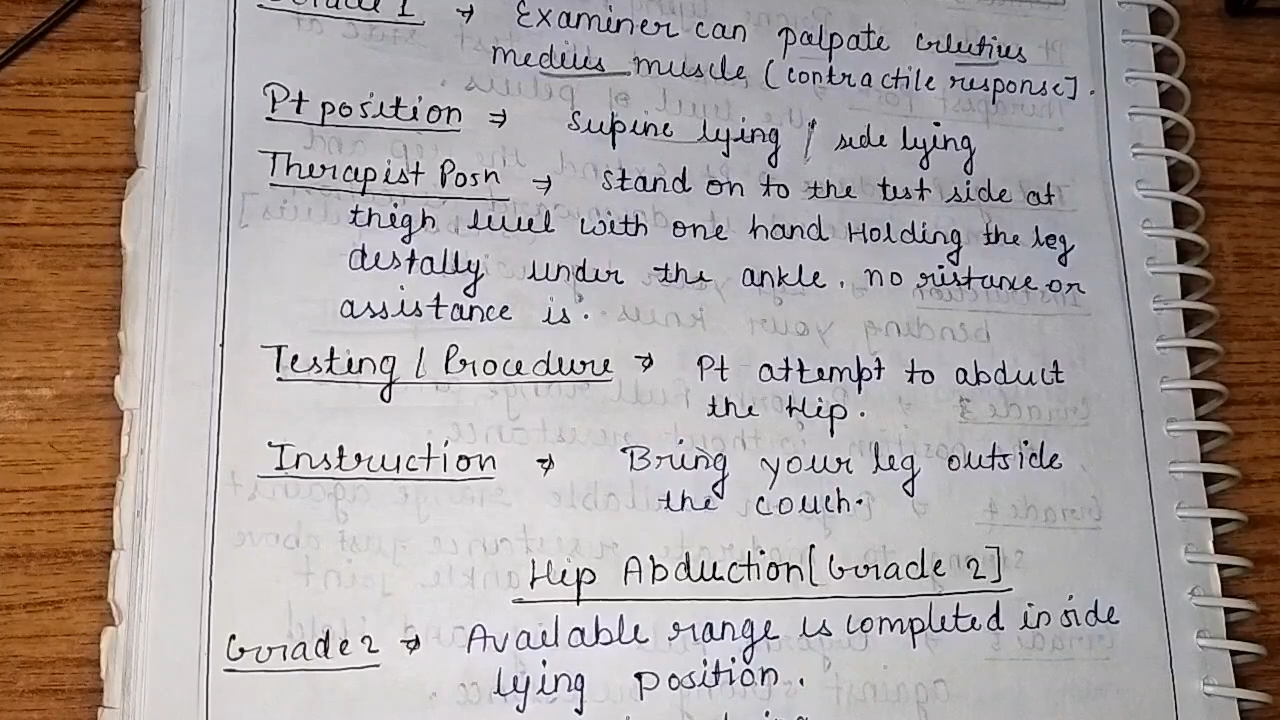 Grade 1 → Examiner can palpate Glutius
medius muscle (contractile response].
Pt position ⇒ Supine lying / side lying
Therapist Posn → Stand on to the test side at
thigh level with one hand Holding the leg
distally under the ankle. no ristance or
assistance is.
Testing / Procedure → Pt attempt to abduct
the Hip.
Instruction → Bring your leg outside
the couch.
Hip Abduction [Grade 2]
Grade 2 → Available range is completed in side
lying position.